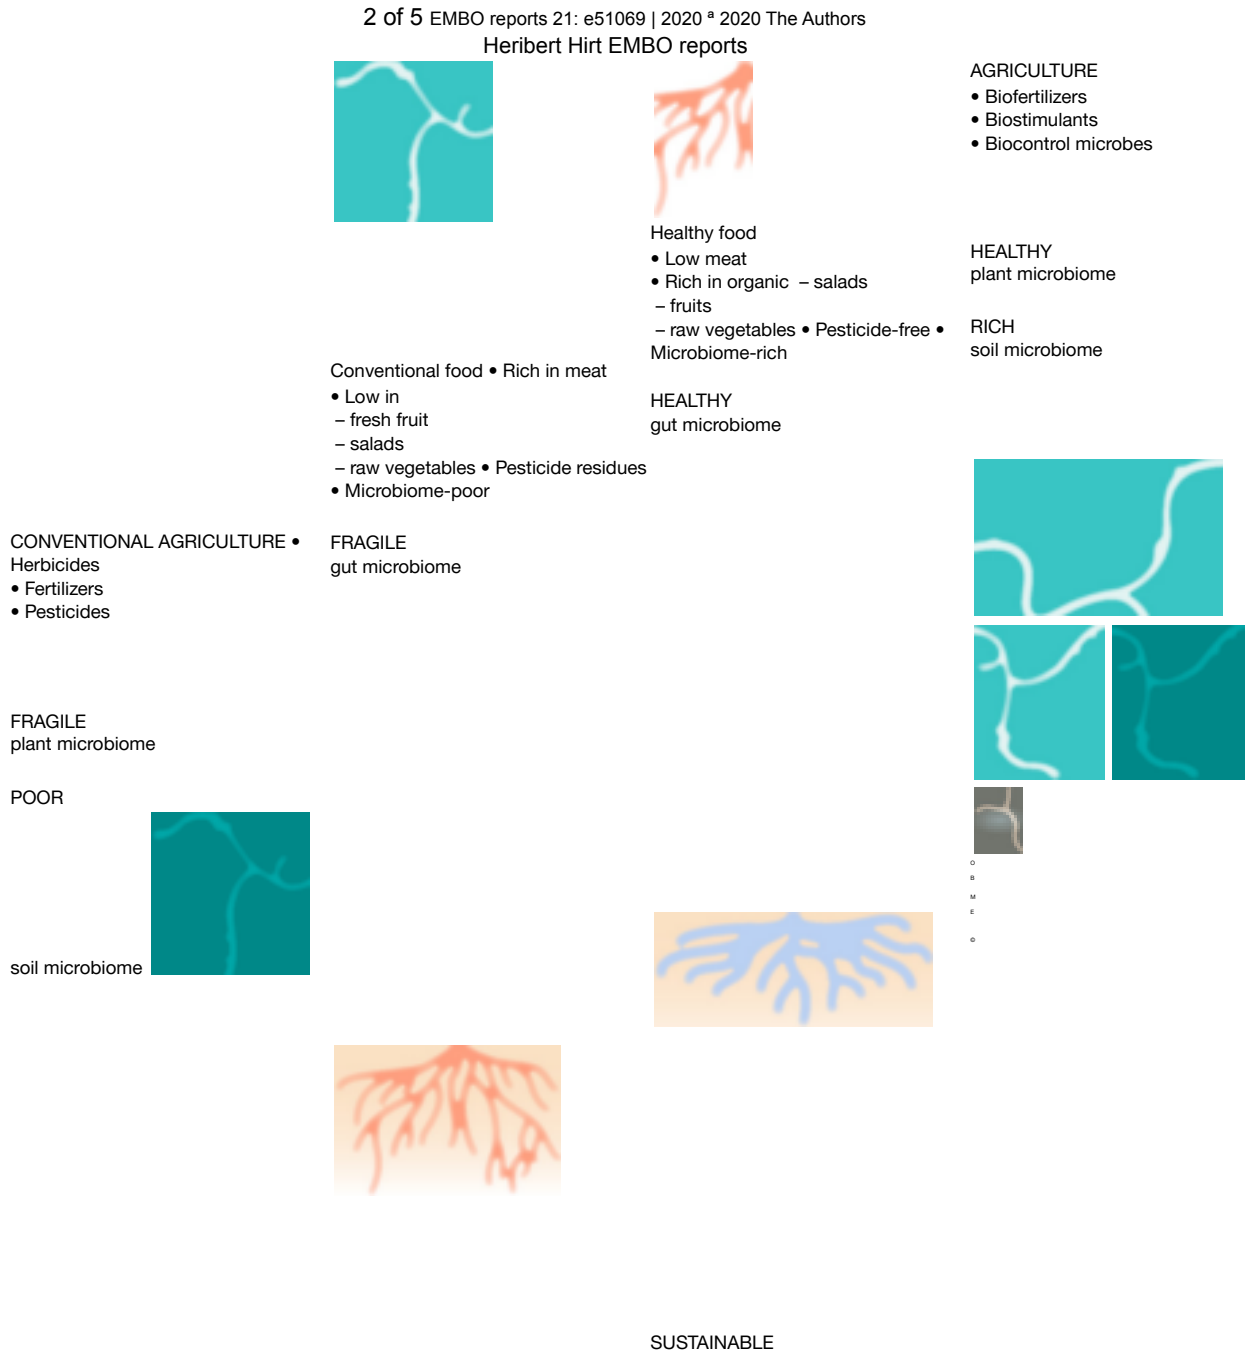 2 of 5 EMBO reports 21: e51069 | 2020 ª 2020 The Authors
Heribert Hirt EMBO reports
CONVENTIONAL AGRICULTURE •
Herbicides
• Fertilizers
• Pesticides
FRAGILE
plant microbiome
POOR
soil microbiome
Conventional food • Rich in meat
• Low in
– fresh fruit
– salads
– raw vegetables • Pesticide residues
• Microbiome-poor
FRAGILE
gut microbiome
Healthy food
• Low meat
• Rich in organic – salads
– fruits
– raw vegetables • Pesticide-free •
Microbiome-rich
HEALTHY
gut microbiome
SUSTAINABLE
AGRICULTURE
• Biofertilizers
• Biostimulants
• Biocontrol microbes
HEALTHY
plant microbiome
RICH
soil microbiome
O
B
M
E
©